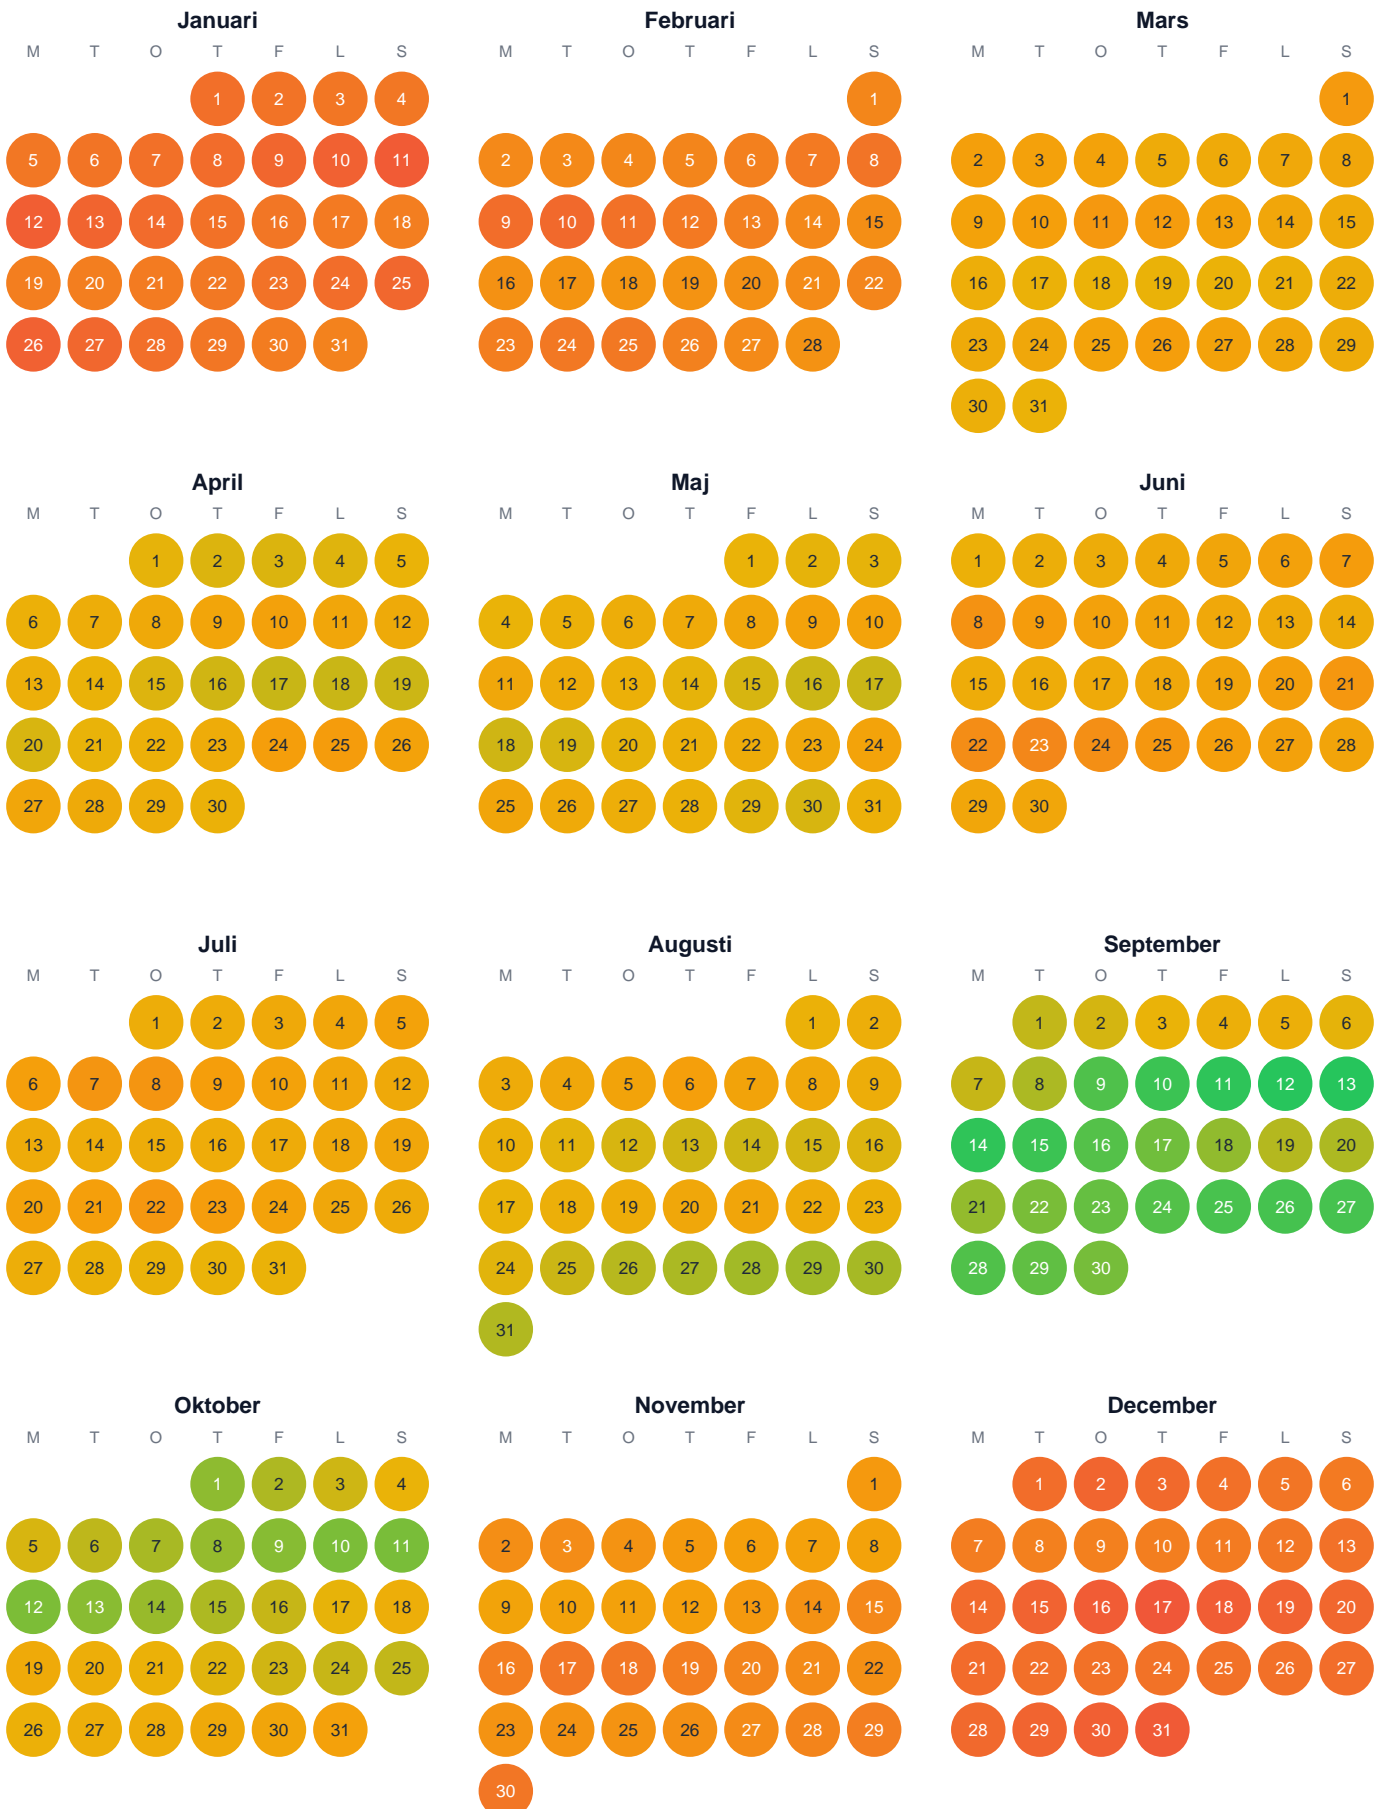 Januari Februari Mars
M T O T F L S M T O T F L S M T O T F L S
1 2 3 4 1 1
5 6 7 8 9 10 11 2 3 4 5 6 7 8 2 3 4 5 6 7 8
12 13 14 15 16 17 18 9 10 11 12 13 14 15 9 10 11 12 13 14 15
19 20 21 22 23 24 25 16 17 18 19 20 21 22 16 17 18 19 20 21 22
26 27 28 29 30 31 23 24 25 26 27 28 23 24 25 26 27 28 29
30 31
April Maj Juni
M T O T F L S M T O T F L S M T O T F L S
1 2 3 4 5 1 2 3 1 2 3 4 5 6 7
6 7 8 9 10 11 12 4 5 6 7 8 9 10 8 9 10 11 12 13 14
13 14 15 16 17 18 19 11 12 13 14 15 16 17 15 16 17 18 19 20 21
20 21 22 23 24 25 26 18 19 20 21 22 23 24 22 23 24 25 26 27 28
27 28 29 30 25 26 27 28 29 30 31 29 30
Juli Augusti September
M T O T F L S M T O T F L S M T O T F L S
1 2 3 4 5 1 2 1 2 3 4 5 6
6 7 8 9 10 11 12 3 4 5 6 7 8 9 7 8 9 10 11 12 13
13 14 15 16 17 18 19 10 11 12 13 14 15 16 14 15 16 17 18 19 20
20 21 22 23 24 25 26 17 18 19 20 21 22 23 21 22 23 24 25 26 27
27 28 29 30 31 24 25 26 27 28 29 30 28 29 30
31
Oktober November December
M T O T F L S M T O T F L S M T O T F L S
1 2 3 4 1 1 2 3 4 5 6
5 6 7 8 9 10 11 2 3 4 5 6 7 8 7 8 9 10 11 12 13
12 13 14 15 16 17 18 9 10 11 12 13 14 15 14 15 16 17 18 19 20
19 20 21 22 23 24 25 16 17 18 19 20 21 22 21 22 23 24 25 26 27
26 27 28 29 30 31 23 24 25 26 27 28 29 28 29 30 31
30